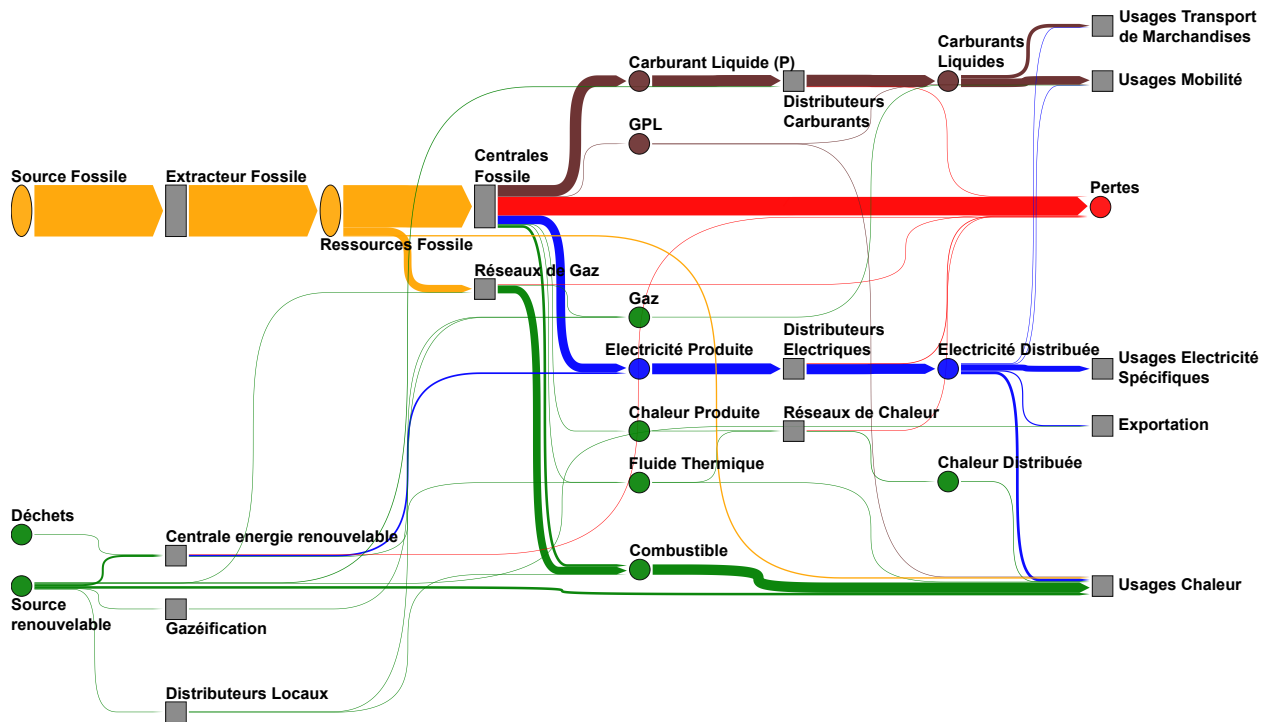 Usages Transport
de Marchandises
Carburants
Liquides
Carburant Liquide (P)
Usages Mobilité
Distributeurs
Carburants
GPL
Centrales
Fossile
Source Fossile
Extracteur Fossile
Pertes
Ressources Fossile
Réseaux de Gaz
Gaz
Distributeurs
Electriques
Electricité Produite
Electricité Distribuée
Usages Electricité
Spécifiques
Chaleur Produite
Réseaux de Chaleur
Exportation
Fluide Thermique
Chaleur Distribuée
Déchets
Centrale energie renouvelable
Combustible
Usages Chaleur
Source
renouvelable
Gazéification
Distributeurs Locaux